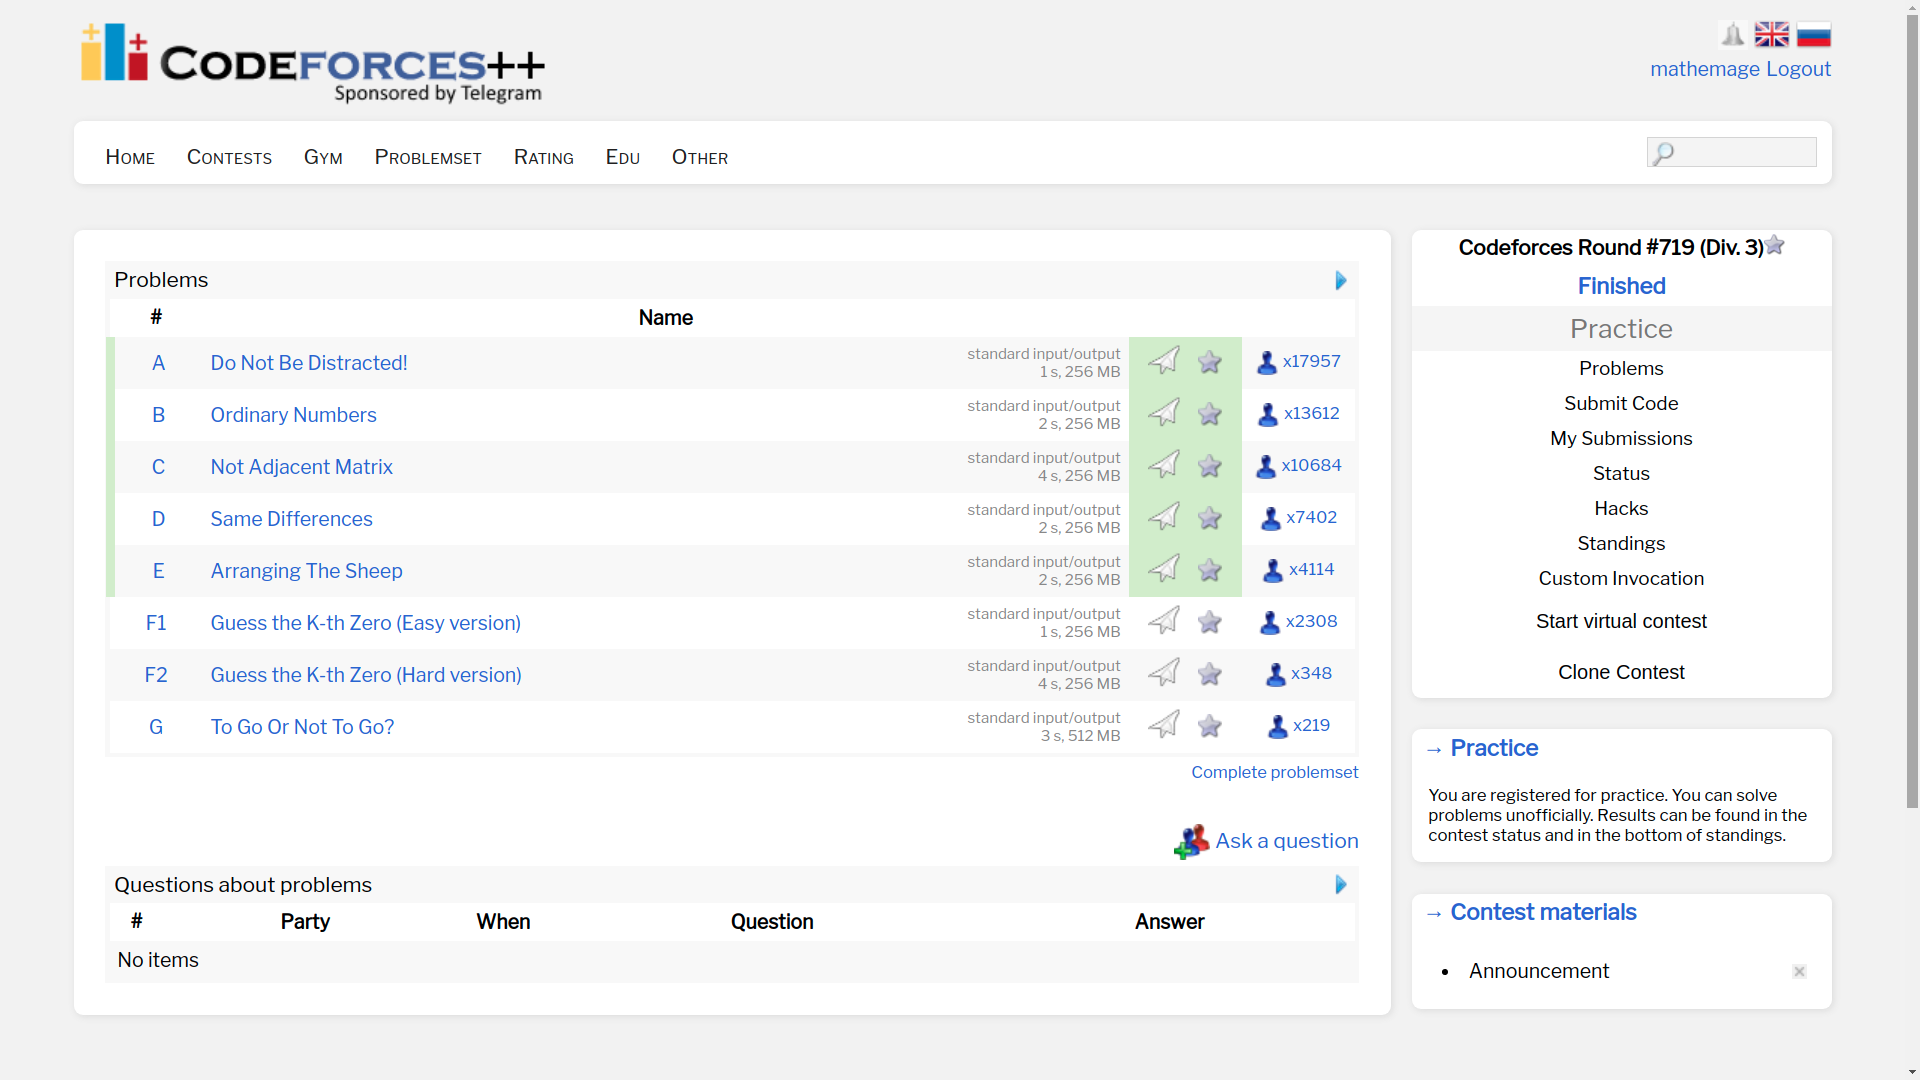 CODEFORCES++
Sponsored by Telegram
mathemage Logout
HOME CONTESTS GYM PROBLEMSET RATING EDU OTHER
Problems
# Name
A Do Not Be Distracted! standard input/output x17957
1 s, 256 MB
B Ordinary Numbers standard input/output x13612
2 s, 256 MB
C Not Adjacent Matrix standard input/output x10684
4 s, 256 MB
D Same Differences standard input/output x7402
2 s, 256 MB
E Arranging The Sheep standard input/output x4114
2 s, 256 MB
F1 Guess the K-th Zero (Easy version) standard input/output x2308
1 s, 256 MB
F2 Guess the K-th Zero (Hard version) standard input/output x348
4 s, 256 MB
G To Go Or Not To Go? standard input/output x219
3 s, 512 MB
Complete problemset
Ask a question
Questions about problems
# Party When Question Answer
No items
Codeforces Round #719 (Div. 3)
Finished
Practice
Problems
Submit Code
My Submissions
Status
Hacks
Standings
Custom Invocation
Start virtual contest
Clone Contest
→ Practice
You are registered for practice. You can solve
problems unofficially. Results can be found in the
contest status and in the bottom of standings.
→ Contest materials
• Announcement